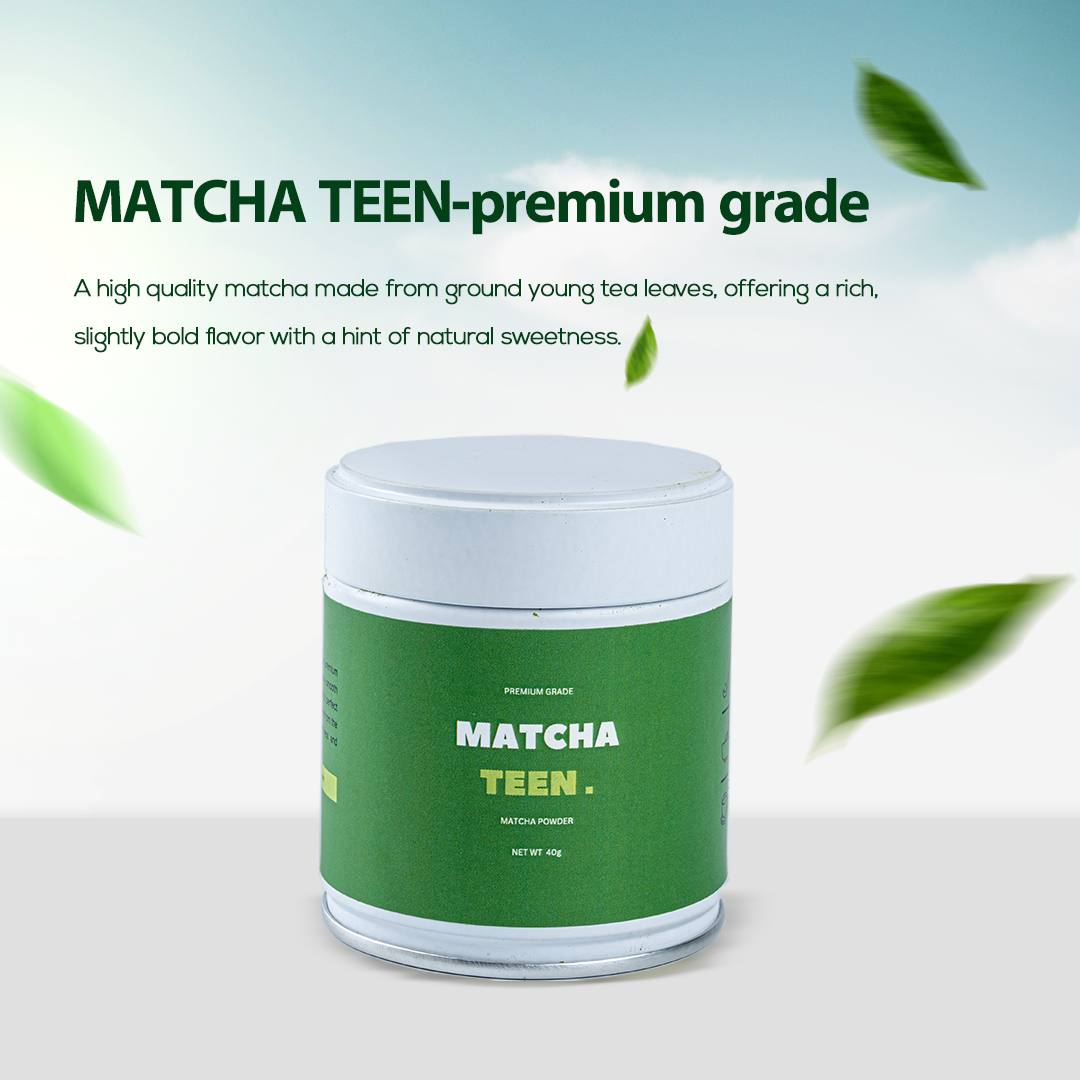 MATCHA TEEN-premium grade
A high quality matcha made from ground young tea leaves, offering a rich,
slightly bold flavor with a hint of natural sweetness.
PREMIUM GRADE
MATCHA
TEEN .
MATCHA POWDER
NET WT 40g